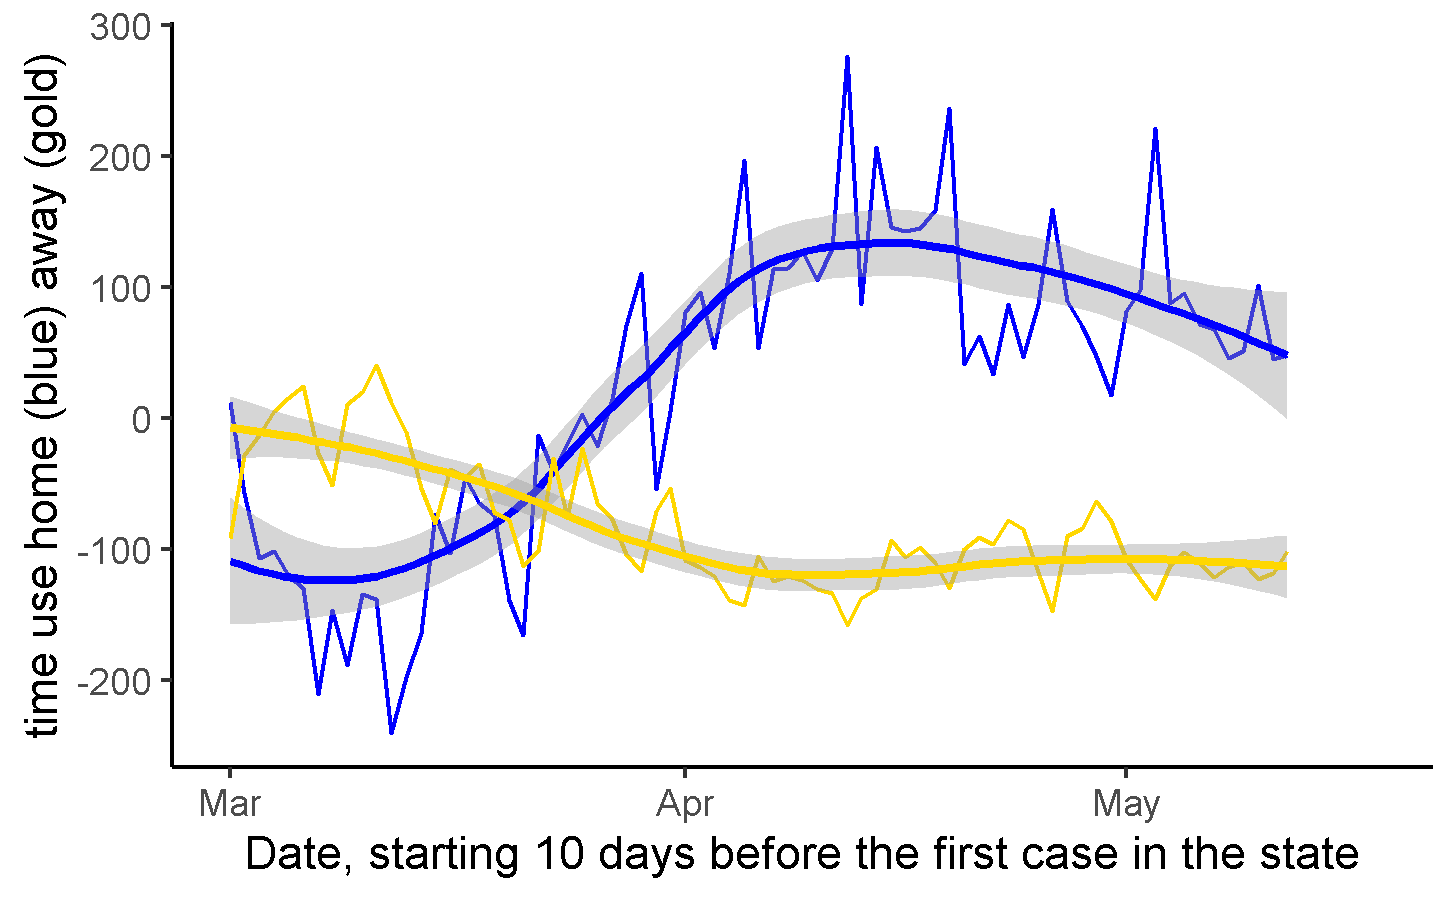 time use home (blue) away (gold)
300
200
100
0
-100
-200
Mar
Apr
May
Date, starting 10 days before the first case in the state